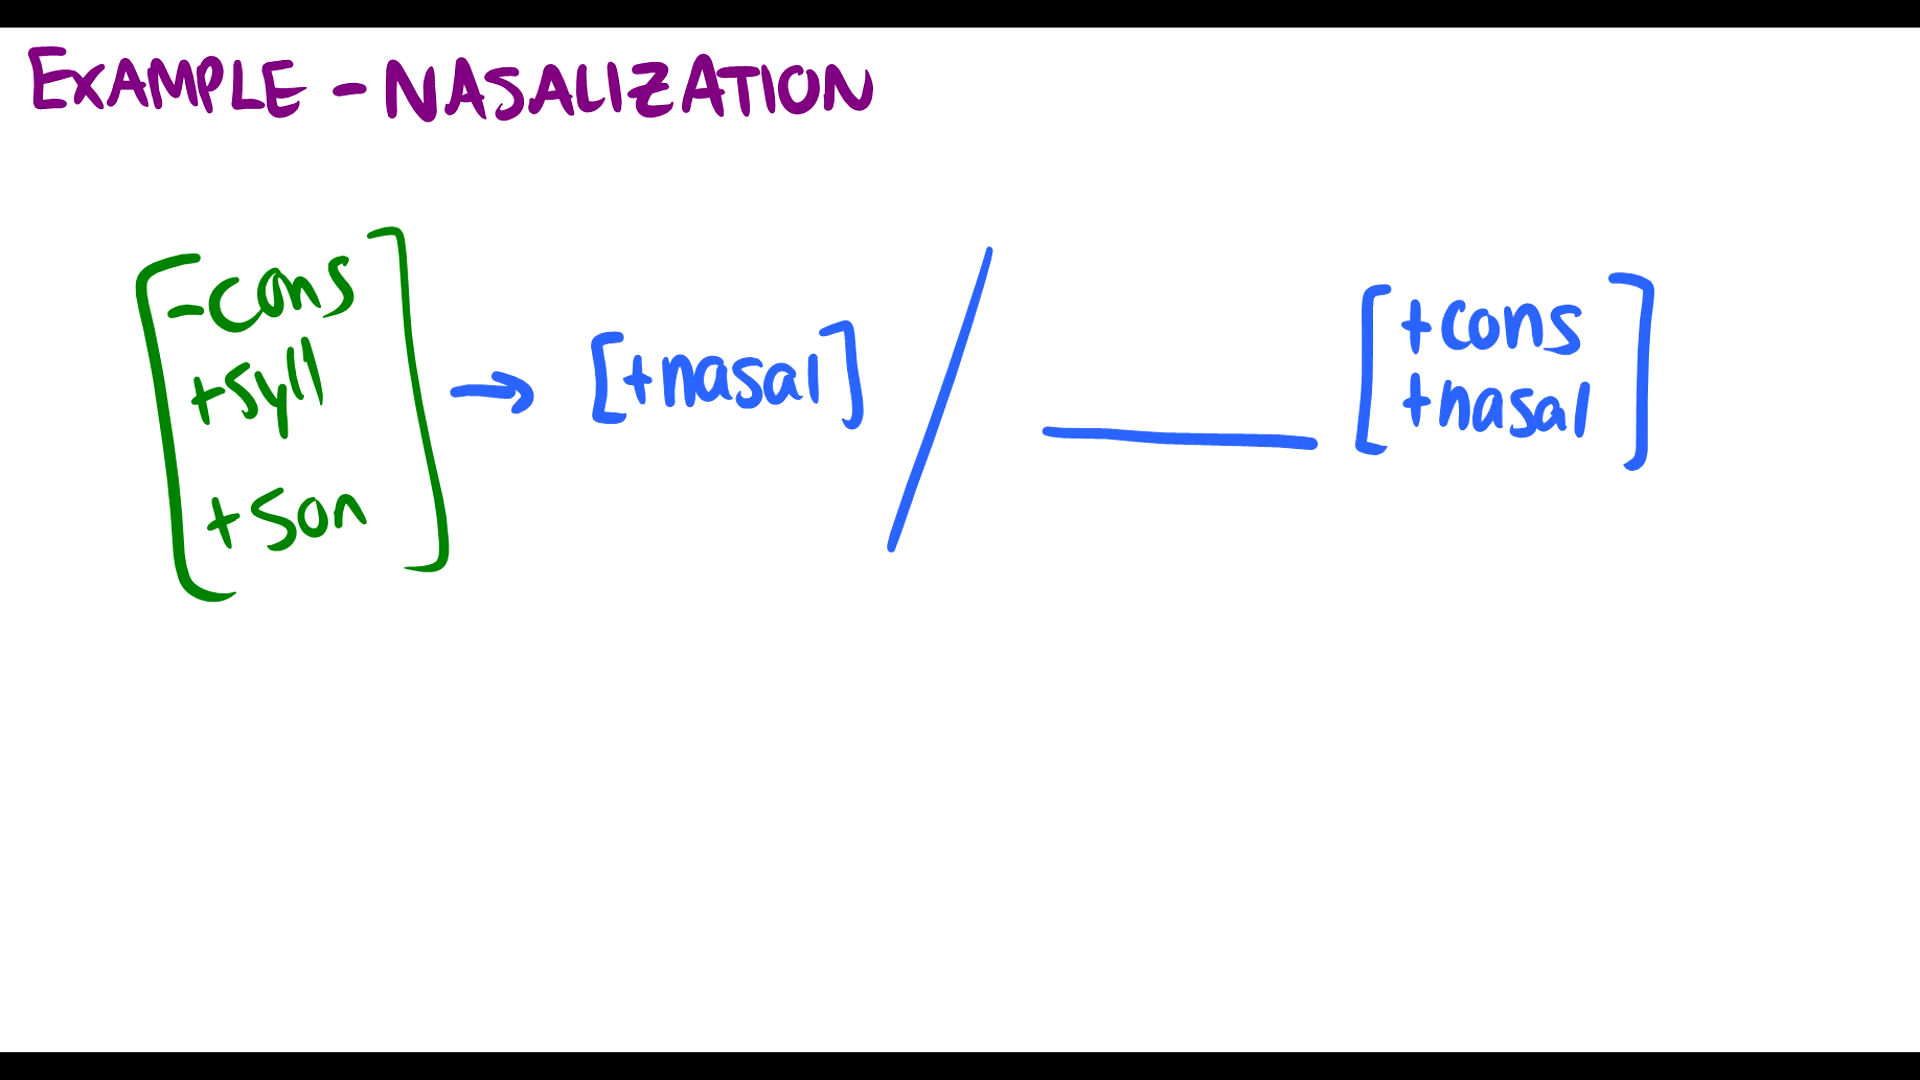 EXAMPLE - NASALIZATION
[-cons
+syll
+son] → [+nasal] / ___ [+cons
+nasal]